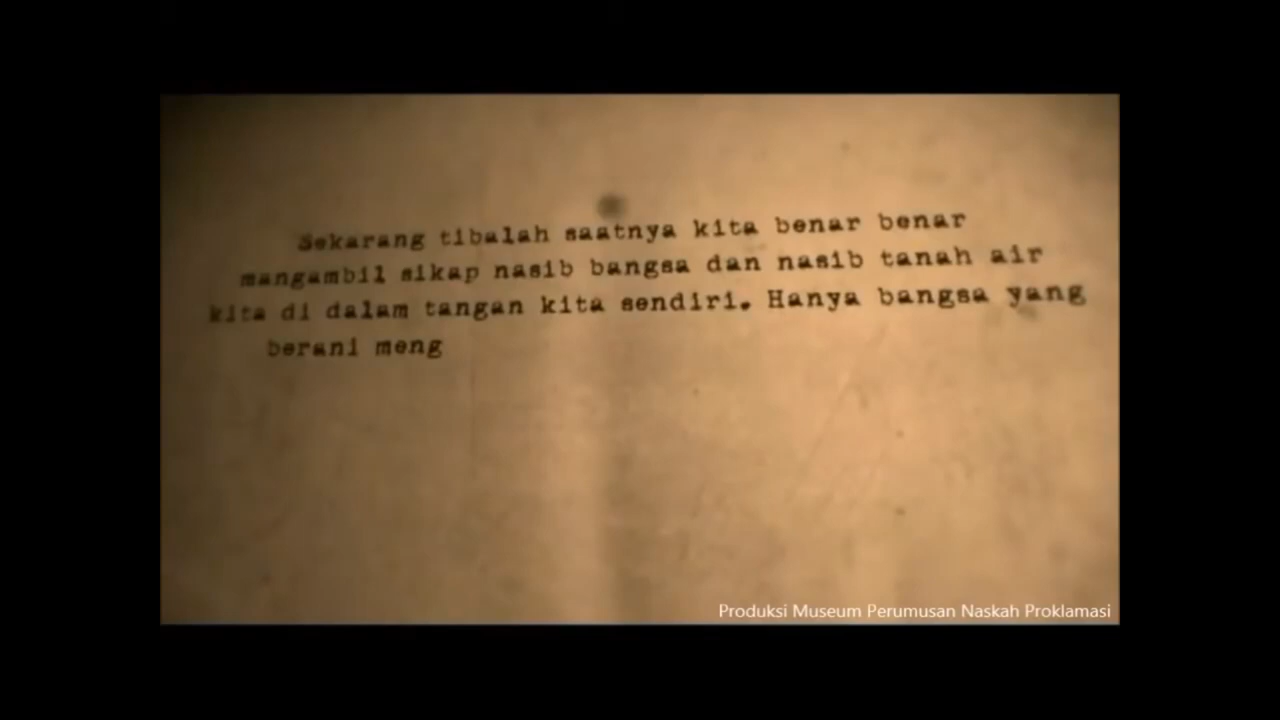 Sekarang tibalah saatnya kita benar benar
mangambil sikap nasib bangsa dan nasib tanah air
kita di dalam tangan kita sendiri. Hanya bangsa yang
berani meng
Produksi Museum Perumusan Naskah Proklamasi